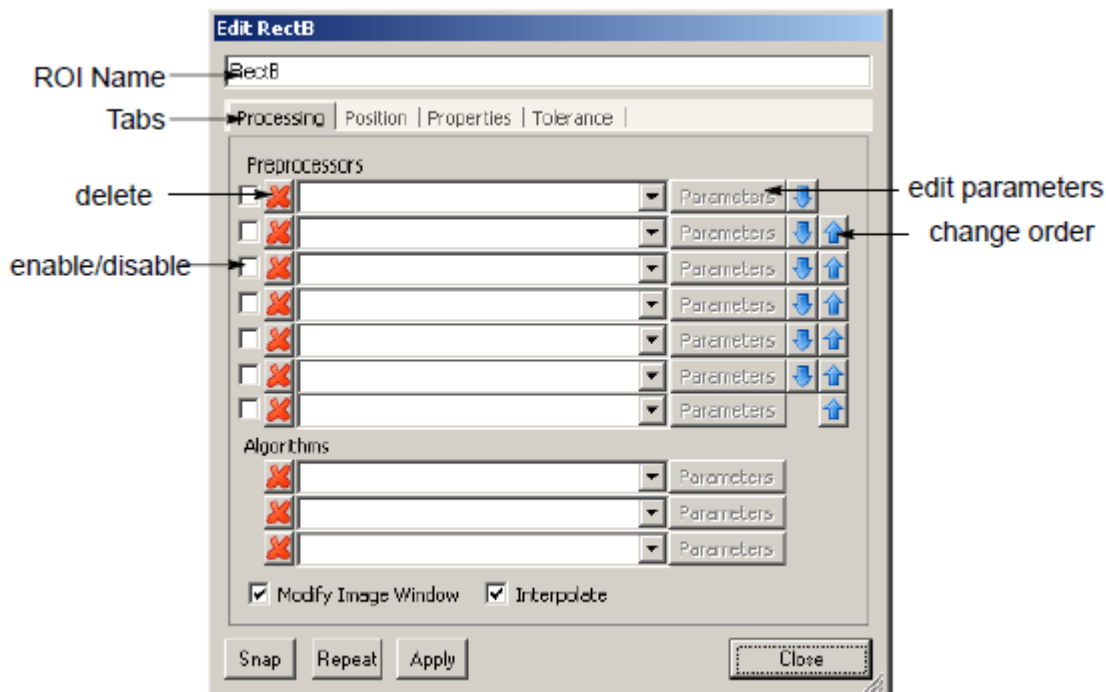 Edit RectB
ROI Name
RectB
Tabs
Processing | Position | Properties | Tolerance |
Preprocessors
delete
Parameters
edit parameters
Parameters
change order
enable/disable
Parameters
Parameters
Parameters
Parameters
Parameters
Algorithms
Parameters
Parameters
Parameters
Modify Image Window
Interpolate
Snap
Repeat
Apply
Close